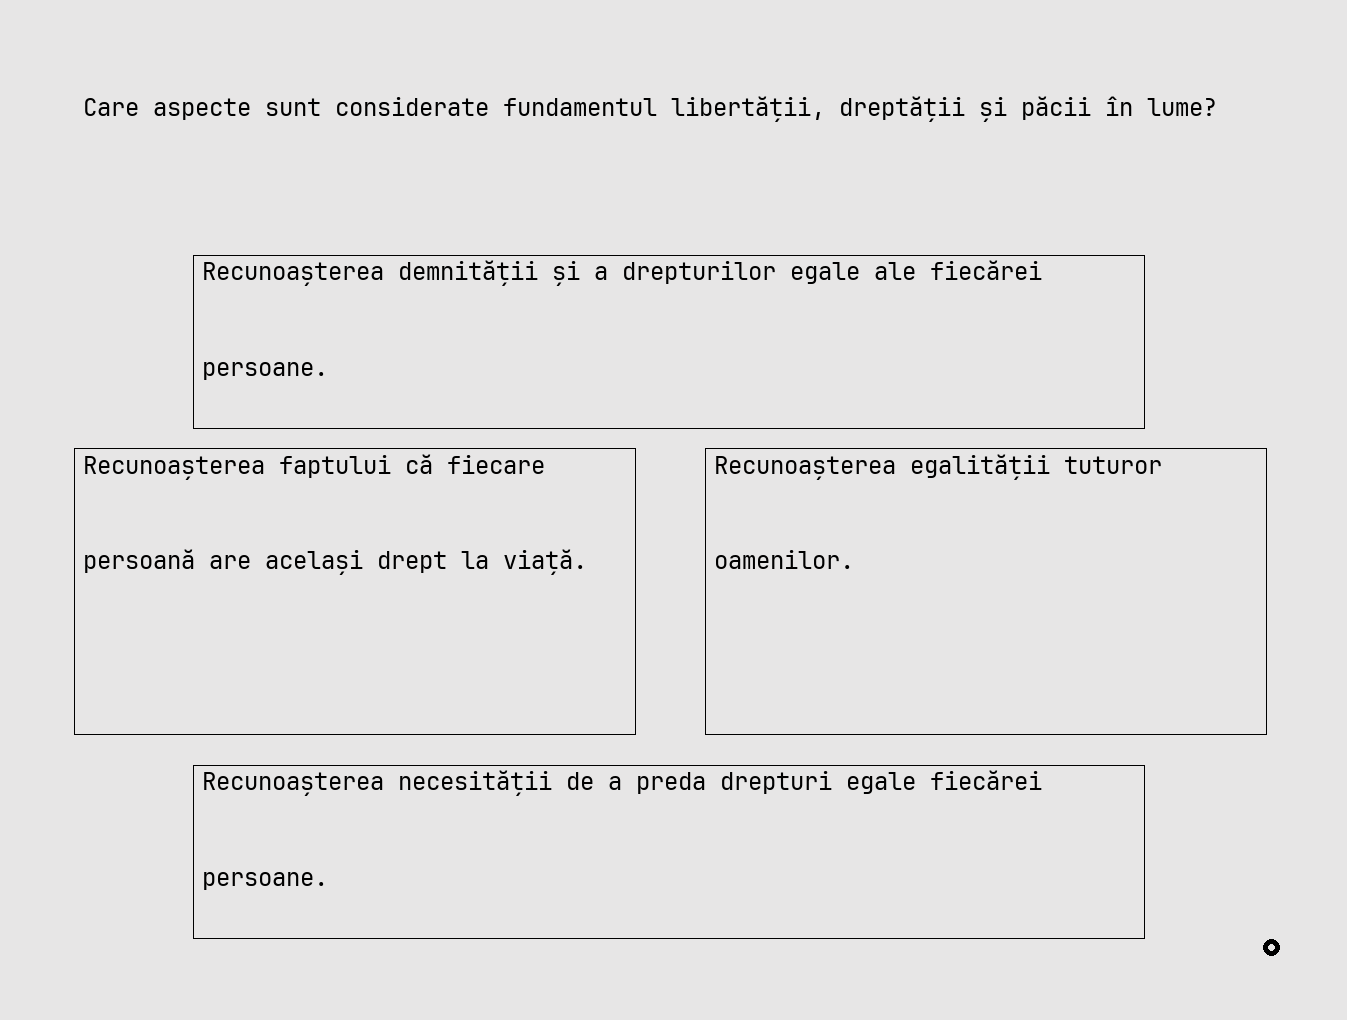 Care aspecte sunt considerate fundamentul libertății, dreptății și păcii în lume?
Recunoașterea demnității și a drepturilor egale ale fiecărei
persoane.
Recunoașterea faptului că fiecare
persoană are același drept la viață.
Recunoașterea egalității tuturor
oamenilor.
Recunoașterea necesității de a preda drepturi egale fiecărei
persoane.